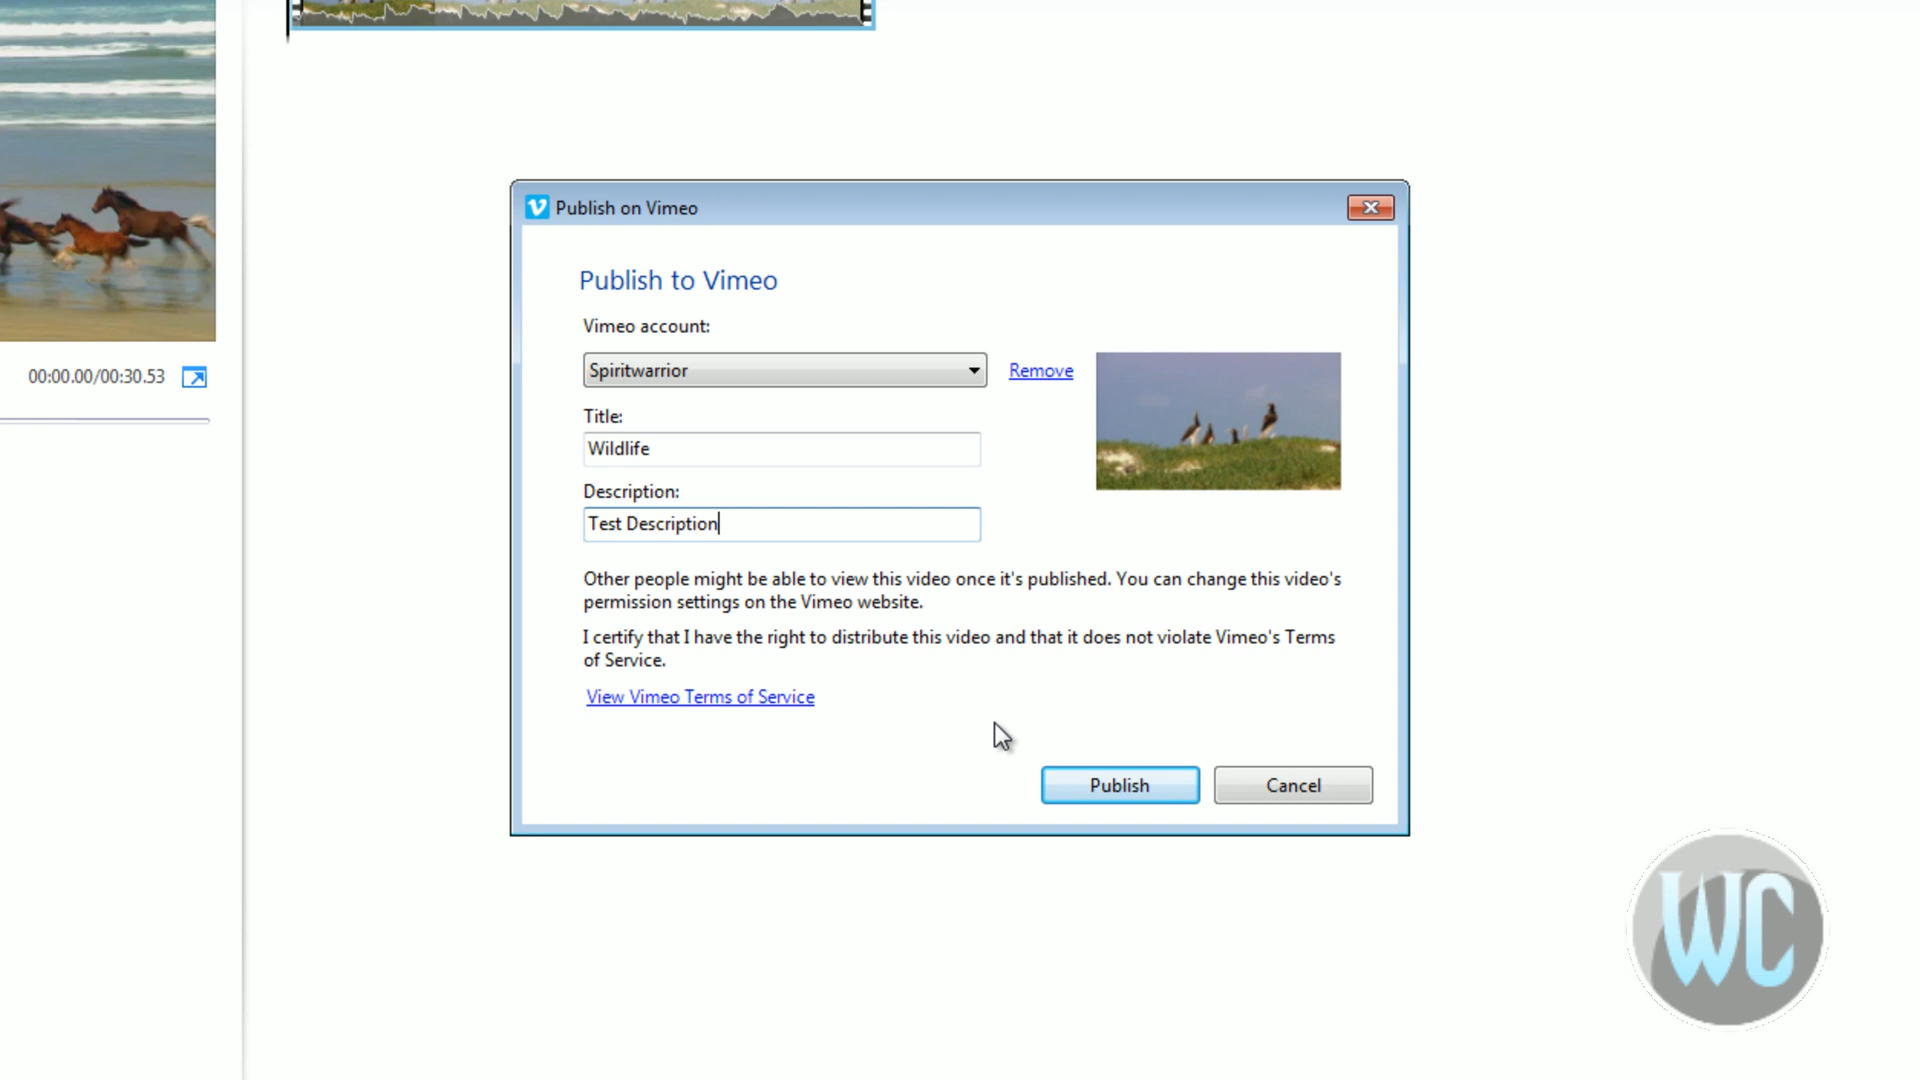 Publish on Vimeo
Publish to Vimeo
Vimeo account:
Spiritwarrior
Remove
Title:
Wildlife
Description:
Test Description
Other people might be able to view this video once it's published. You can change this video's
permission settings on the Vimeo website.
I certify that I have the right to distribute this video and that it does not violate Vimeo's Terms
of Service.
View Vimeo Terms of Service
Publish
Cancel
00:00.00/00:30.53
WC